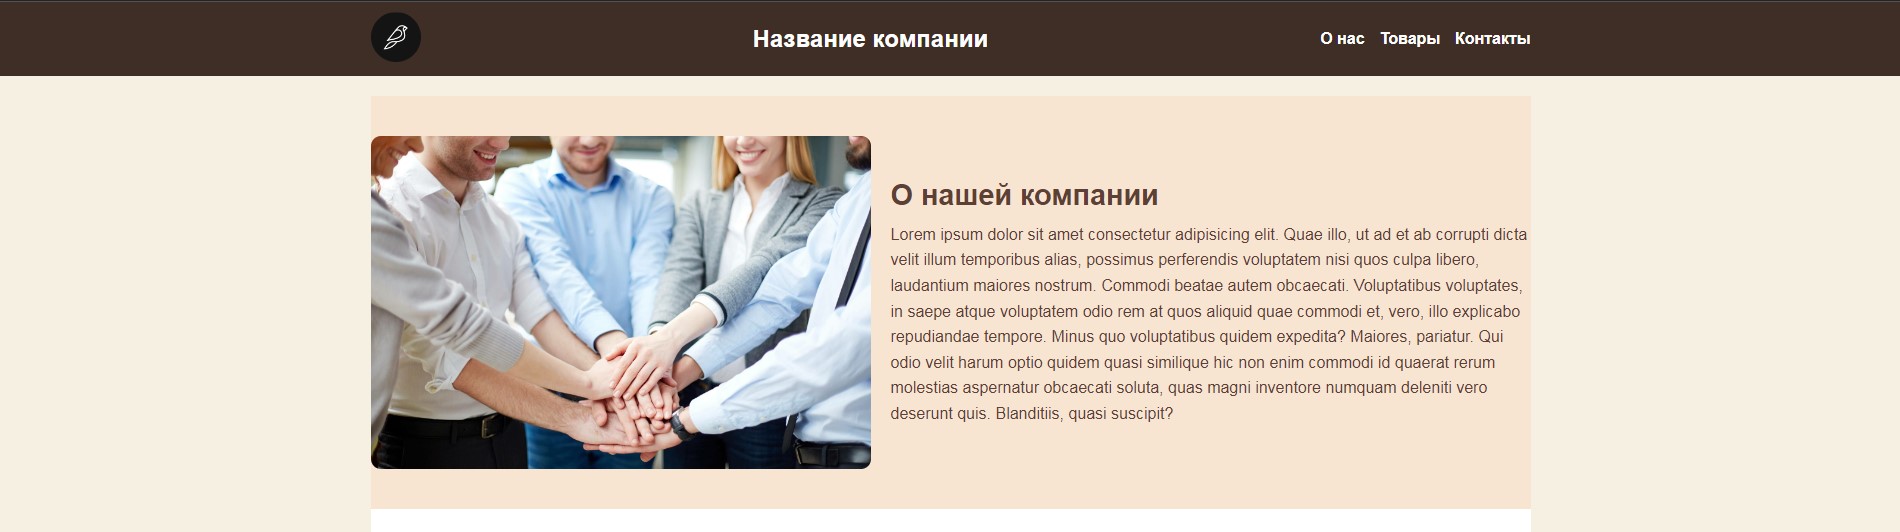 Название компании
О нас Товары Контакты
О нашей компании
Lorem ipsum dolor sit amet consectetur adipisicing elit. Quae illo, ut ad et ab corrupti dicta
velit illum temporibus alias, possimus perferendis voluptatem nisi quos culpa libero,
laudantium maiores nostrum. Commodi beatae autem obcaecati. Voluptatibus voluptates,
in saepe atque voluptatem odio rem at quos aliquid quae commodi et, vero, illo explicabo
repudiandae tempore. Minus quo voluptatibus quidem expedita? Maiores, pariatur. Qui
odio velit harum optio quidem quasi similique hic non enim commodi id quaerat rerum
molestias aspernatur obcaecati soluta, quas magni inventore numquam deleniti vero
deserunt quis. Blanditiis, quasi suscipit?